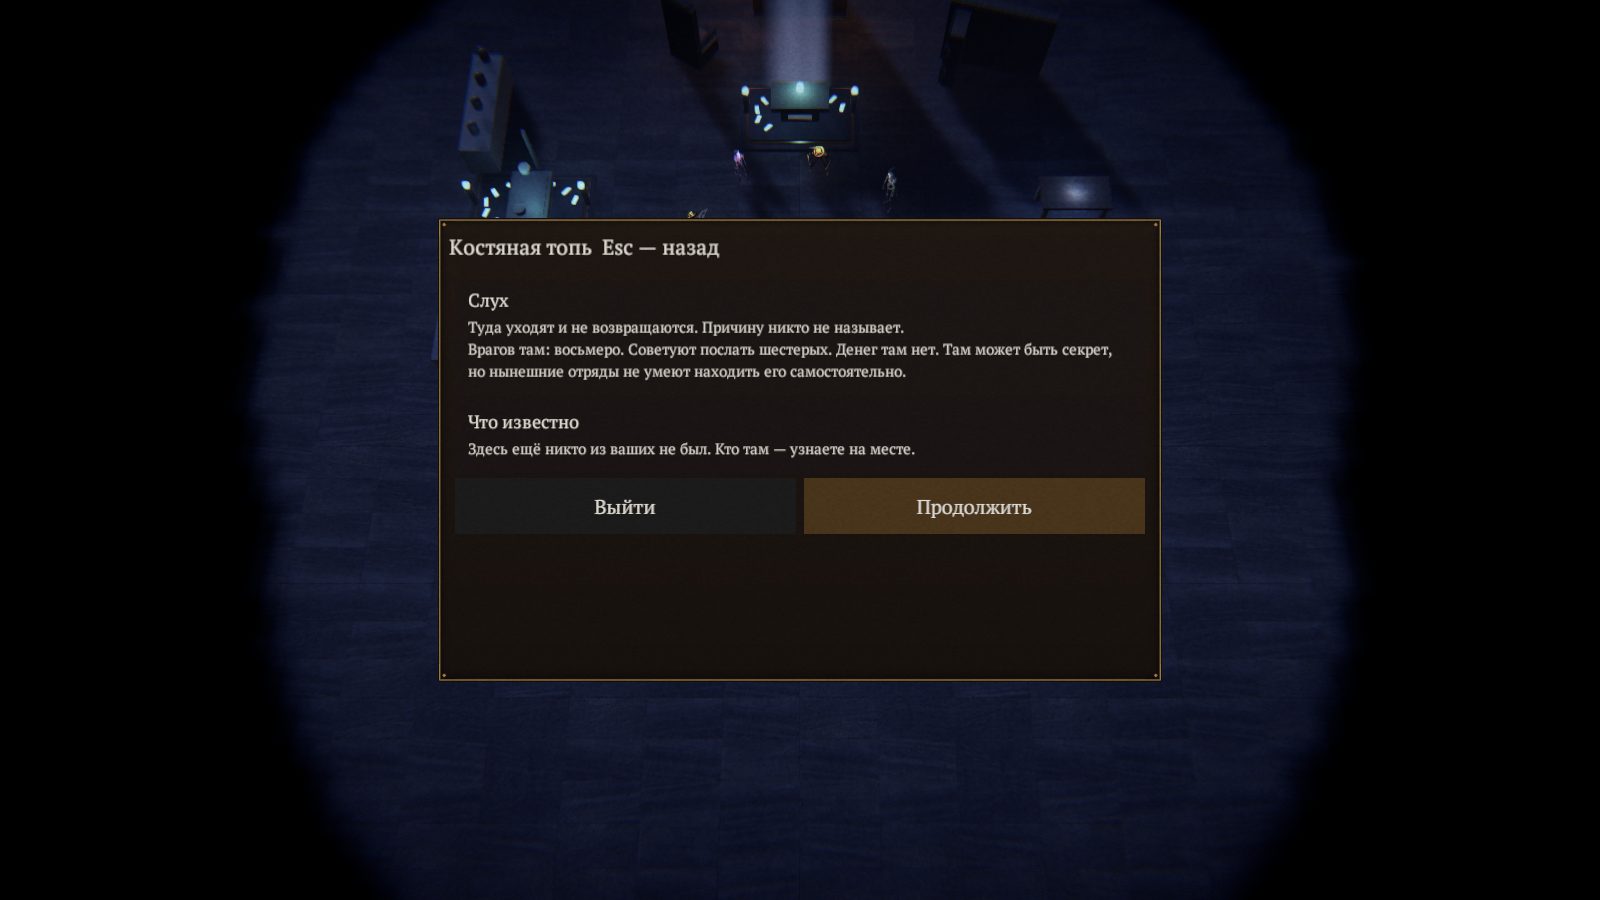 Костяная топь Esc — назад
Слух
Туда уходят и не возвращаются. Причину никто не называет.
Врагов там: восьмеро. Советуют послать шестерых. Денег там нет. Там может быть секрет,
но нынешние отряды не умеют находить его самостоятельно.
Что известно
Здесь ещё никто из ваших не был. Кто там — узнаете на месте.
Выйти
Продолжить